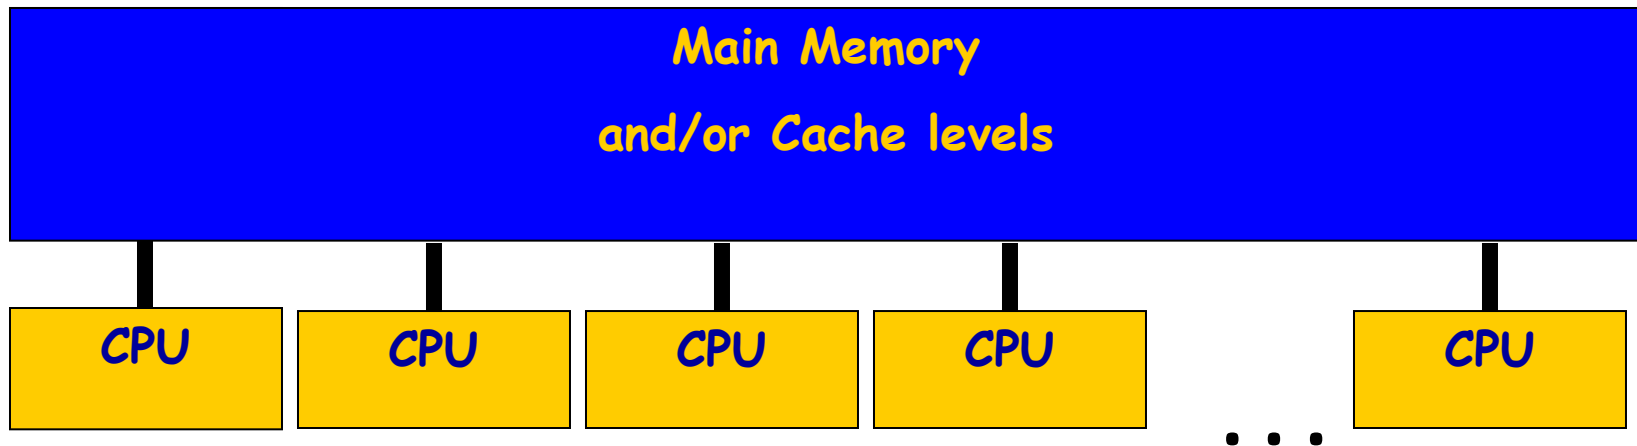 Main Memory
and/or Cache levels
CPU CPU CPU CPU ... CPU